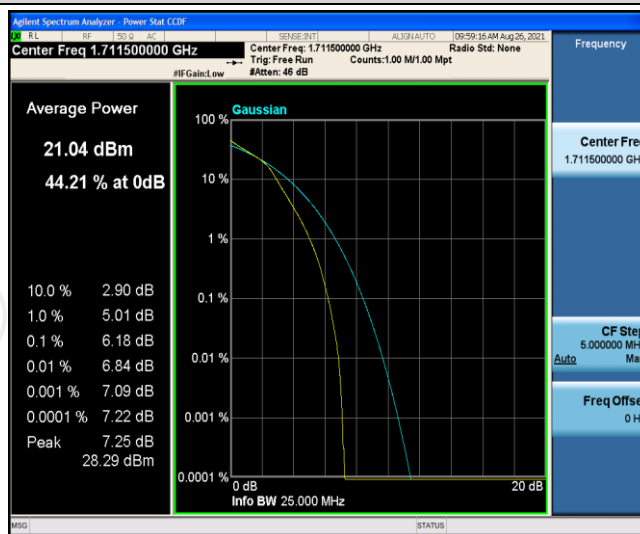 Agilent Spectrum Analyzer - Power Stat CCDF
RL RF 50 Ω AC SENSE:INT ALIGN AUTO 09:59:16 AM Aug 26, 2021
Center Freq 1.711500000 GHz
Center Freq: 1.711500000 GHz Radio Std: None
Trig: Free Run Counts:1.00 M/1.00 Mpt
#IFGain:Low #Atten: 46 dB
Frequency
Average Power
21.04 dBm
44.21 % at 0dB
10.0 % 2.90 dB
1.0 % 5.01 dB
0.1 % 6.18 dB
0.01 % 6.84 dB
0.001 % 7.09 dB
0.0001 % 7.22 dB
Peak 7.25 dB
28.29 dBm
Gaussian
100 %
10 %
1 %
0.1 %
0.01 %
0.001 %
0.0001 %
0 dB 20 dB
Info BW 25.000 MHz
Center Fre
1.711500000 GH
CF Step
5.000000 MH
Auto Ma
Freq Offse
0 H
MSG STATUS